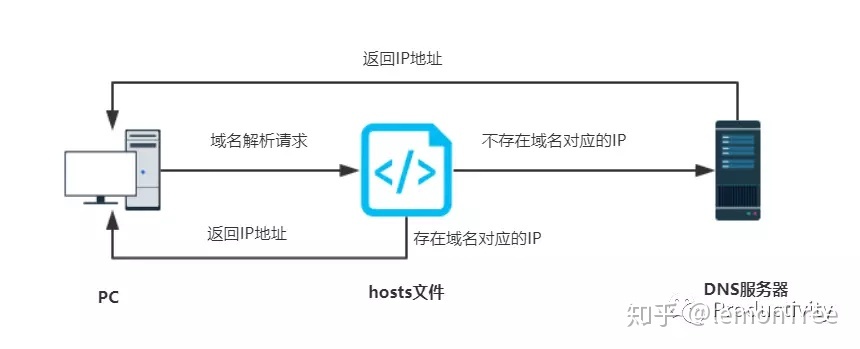 返回IP地址
域名解析请求
不存在域名对应的IP
</>
返回IP地址
存在域名对应的IP
PC
hosts文件
DNS服务器
Productivity
知乎 @lemonTree